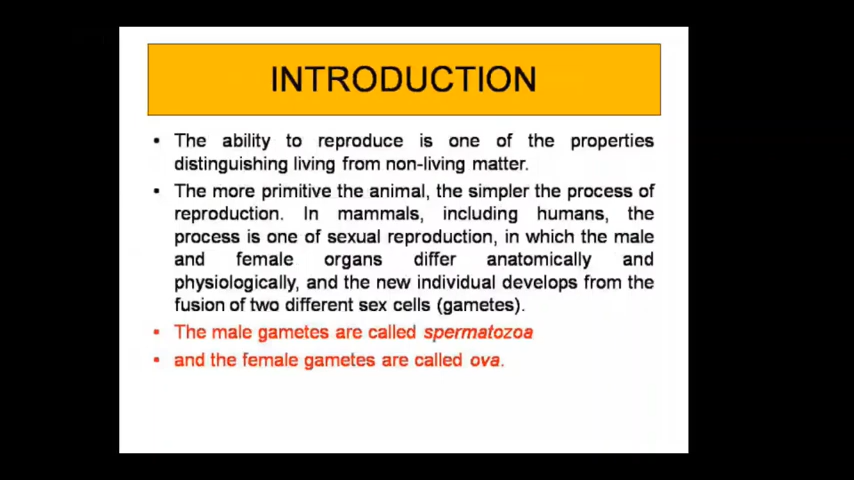 INTRODUCTION
• The ability to reproduce is one of the properties
distinguishing living from non-living matter.
• The more primitive the animal, the simpler the process of
reproduction. In mammals, including humans, the
process is one of sexual reproduction, in which the male
and female organs differ anatomically and
physiologically, and the new individual develops from the
fusion of two different sex cells (gametes).
• The male gametes are called spermatozoa
• and the female gametes are called ova.